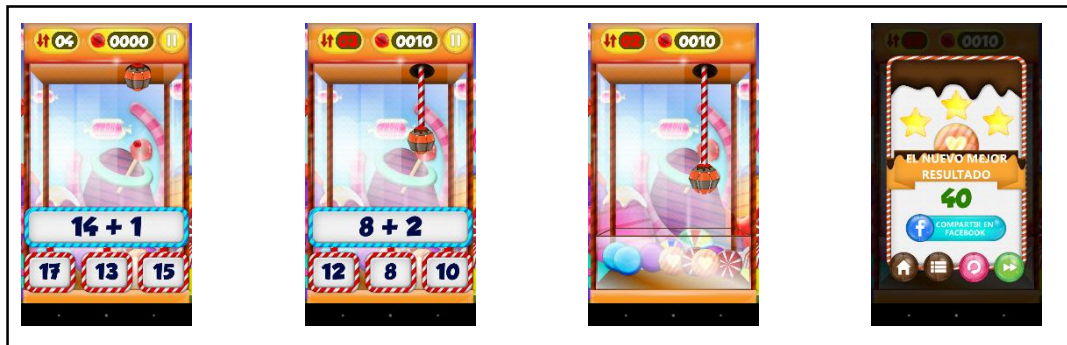 04 0000
14 + 1
17 13 15
0010
8 + 2
12 8 10
0010
0010
EL NUEVO MEJOR
RESULTADO
40
COMPARTIR EN
FACEBOOK